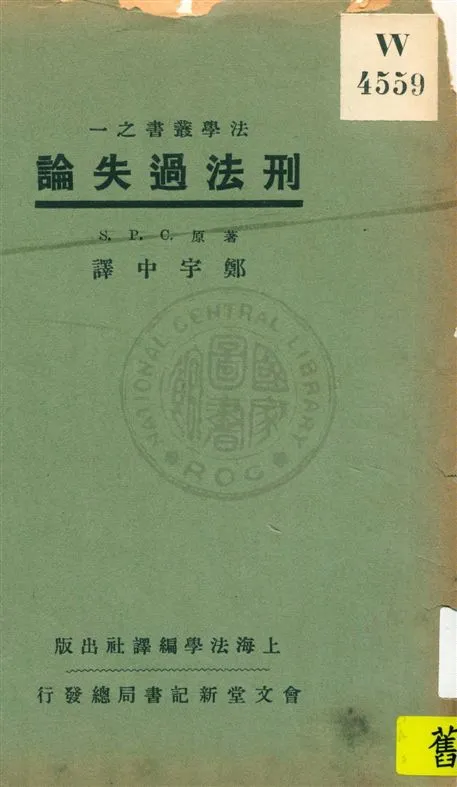 W
4559
法學叢書之一
刑法過失論
著原 S. P. C.
鄭宇中譯
NATIONAL CENTRAL LIBRARY
國家圖書館
ROC
上海法學編譯社出版
會文堂新記書局總發行
舊